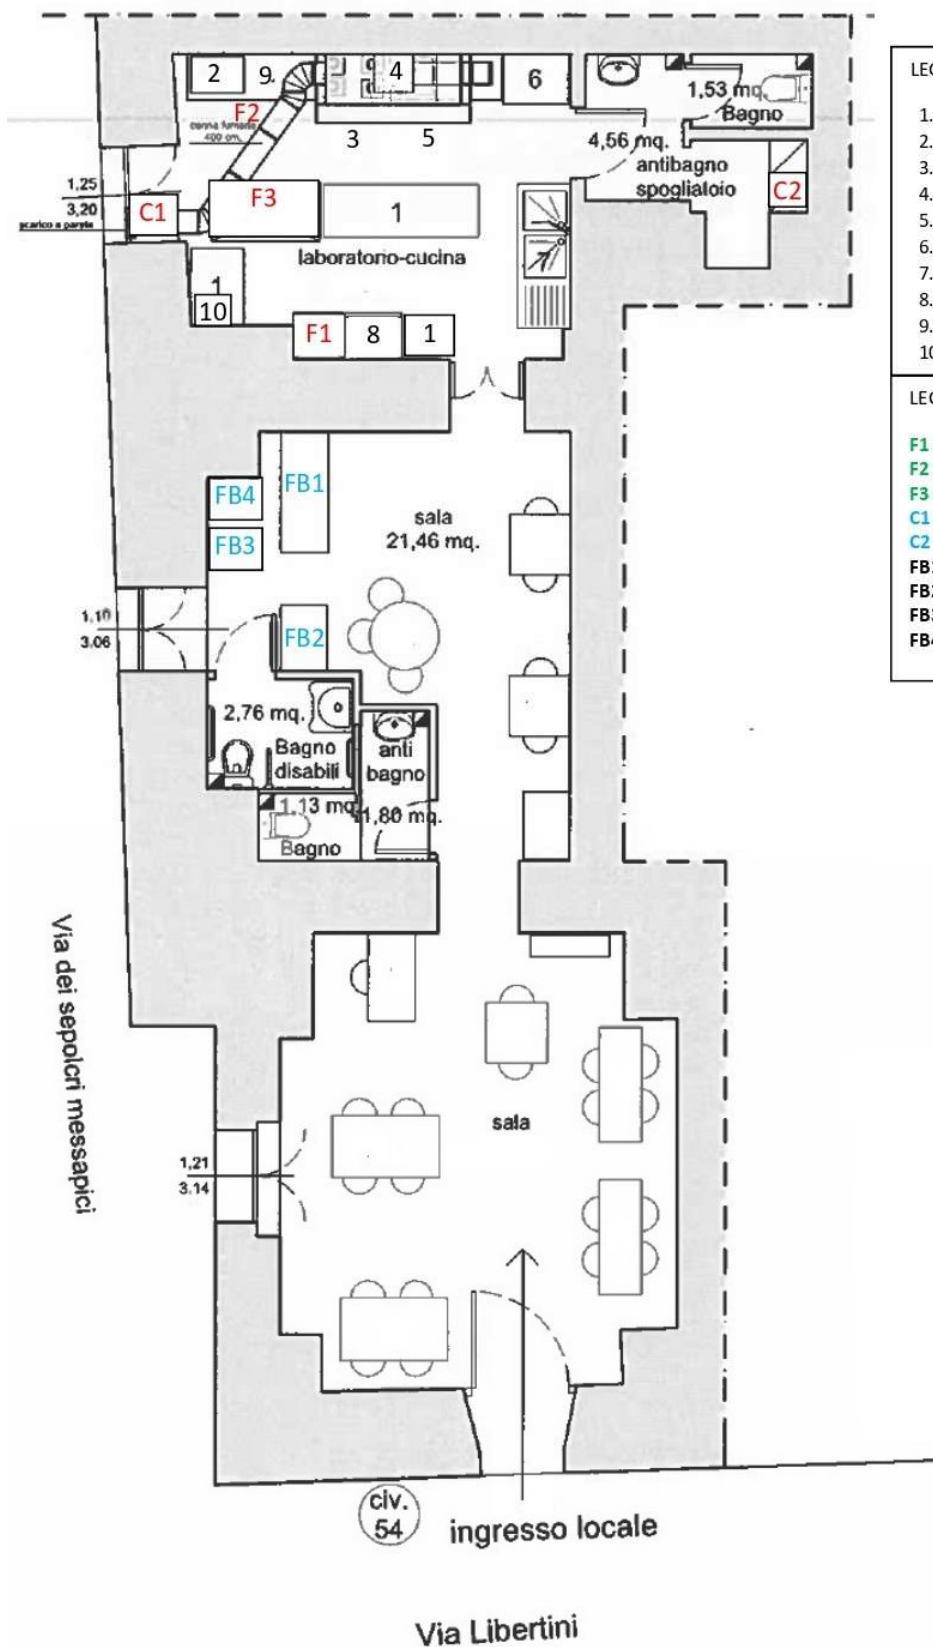 2
9.
4
6
F2
canna fumaria
400 cm.
3
5
1,53 mq.
Bagno
4,56 mq.
antibagno
spogliatoio
1,25
3,20
scarico a parete
C1
F3
1
C2
laboratorio-cucina
1
10
F1
8
1
LEG
1.
2.
3.
4.
5.
6.
7.
8.
9.
10
LEG
F1
F2
F3
C1
C2
FB
FB
FB3
FB4
FB1
FB4
FB3
sala
21,46 mq.
1.10
3.06
FB2
2,76 mq.
Bagno
disabili
anti
bagno
1,13 mq.
1,80 mq.
Bagno
Via dei sepolcri messapici
sala
1,21
3.14
civ.
54
ingresso locale
Via Libertini